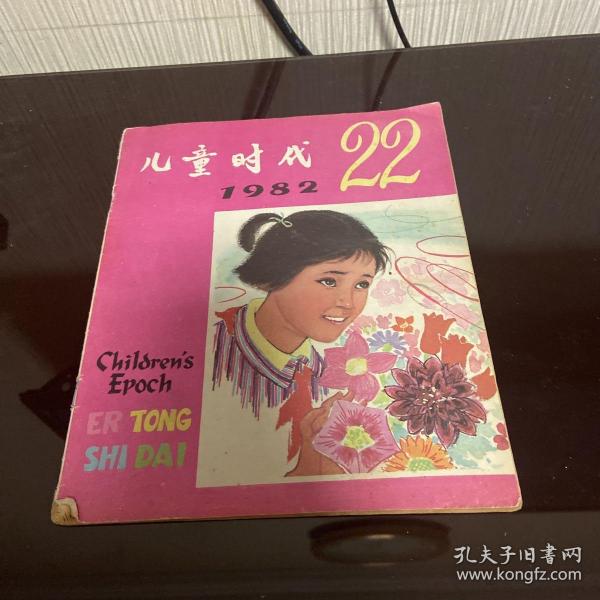 儿童时代
22
1982
Children's
Epoch
ER TONG
SHI DAI
孔夫子旧書网
www.kongfz.com